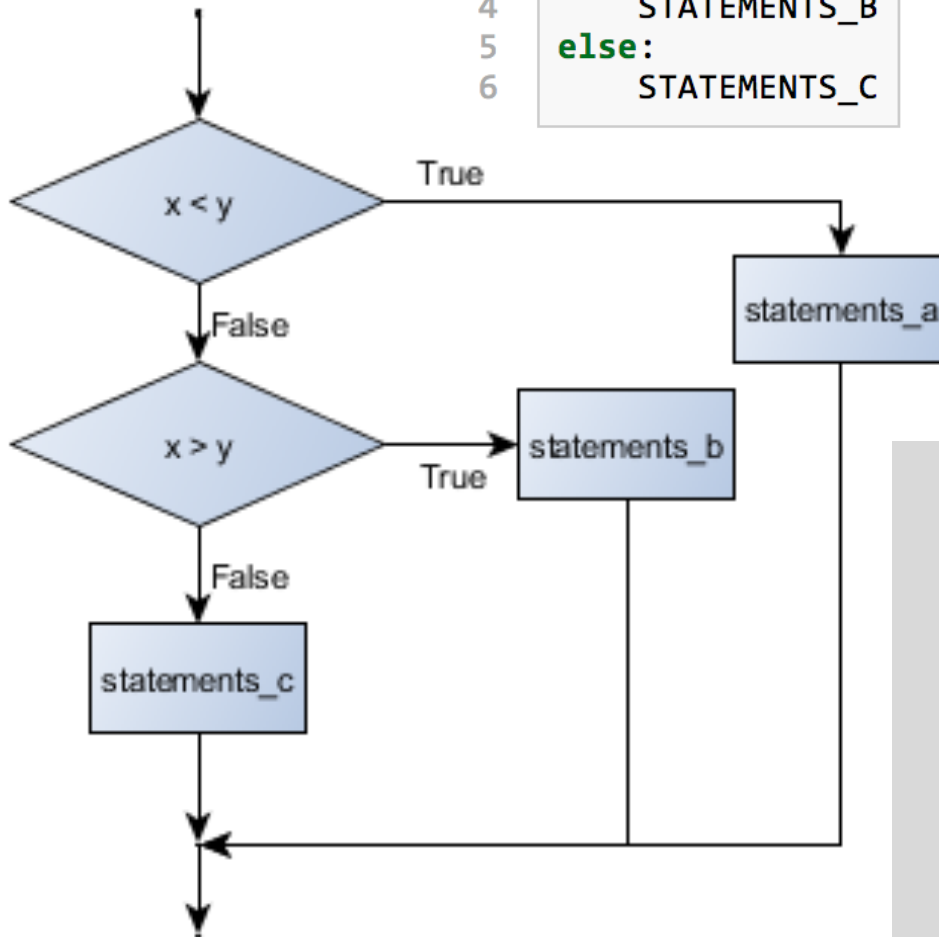 4 STATEMENTS_B
5 else:
6 STATEMENTS_C
True
x < y
statements_a
False
x > y
statements_b
True
False
statements_c